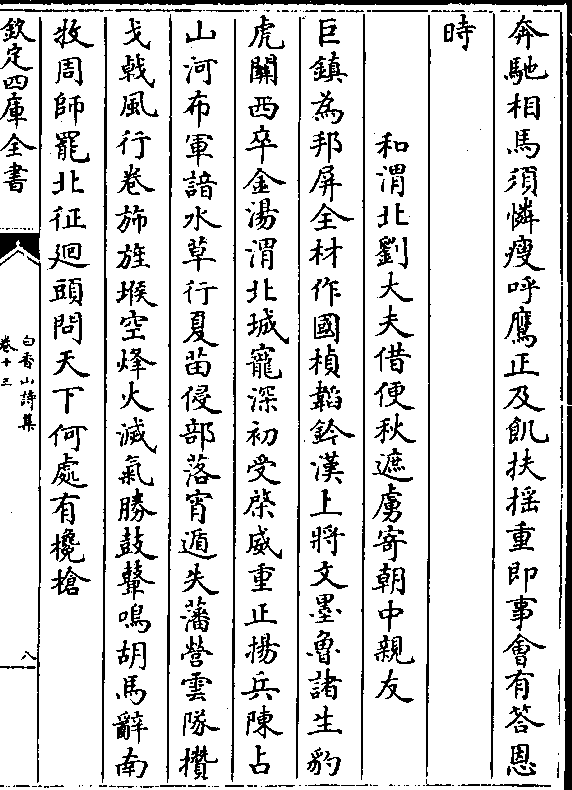 奔馳相馬須憐瘦呼鷹正及飢扶摇重即事㑹有答恩
時
和渭北劉大夫借便秋遮虜寄朝中親友
巨鎮為邦屏全材作國楨韜鈐漢上將文墨魯諸生豹
虎關西卒金湯渭北城寵深初受棨威重正揚兵陳占
山河布軍諳水草行夏苗侵部落宵遁失藩營雲隊攅
戈㦸風行卷斾旌堠空烽火滅氣勝鼓鼙鳴胡馬辭南
牧周師罷北征廻頭問天下何處有欃槍
欽定四庫全書
白香山詩集
卷十三
八